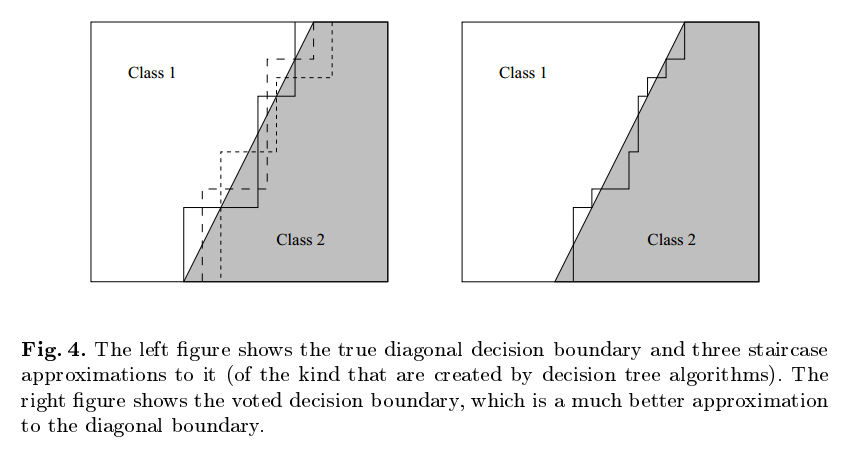 Class 1
Class 2
Class 1
Class 2
Fig. 4. The left figure shows the true diagonal decision boundary and three staircase
approximations to it (of the kind that are created by decision tree algorithms). The
right figure shows the voted decision boundary, which is a much better approximation
to the diagonal boundary.